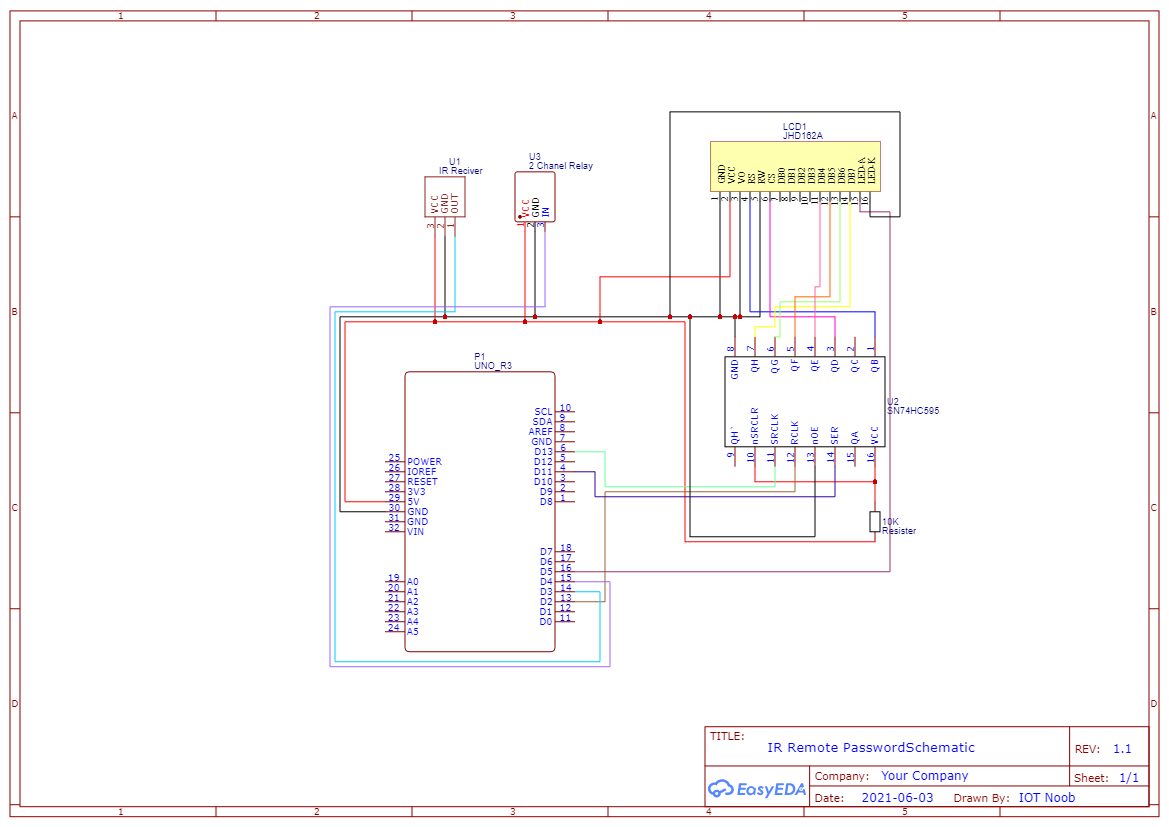 1 2 3 4 5
A
B
C
D
A
B
C
D
LCD1
JHD162A
GND
VCC
VO
RS
RW
CS
DB0
DB1
DB2
DB3
DB4
DB5
DB6
DB7
LED-A
LED-K
1
2
3
4
5
6
7
8
9
10
11
12
13
14
15
16
U1
IR Reciver
VCC
GND
OUT
3
2
1
U3
2 Chanel Relay
VCC
GND
IN
1
2
3
8
7
6
5
4
3
2
1
GND
QH
QG
QF
QE
QD
QC
QB
U2
SN74HC595
QH`
nSRCLR
SRCLK
RCLK
nOE
SER
QA
VCC
9
10
11
12
13
14
15
16
10K
Resister
P1
UNO_R3
SCL 10
SDA 9
AREF 8
GND 7
D13 6
D12 5
D11 4
D10 3
D9 2
D8 1
25 POWER
26 IOREF
27 RESET
28 3V3
29 5V
30 GND
31 GND
32 VIN
D7 18
D6 17
D5 16
D4 15
D3 14
D2 13
D1 12
D0 11
19 A0
20 A1
21 A2
22 A3
23 A4
24 A5
TITLE:
IR Remote PasswordSchematic
REV: 1.1
EasyEDA
Company: Your Company
Sheet: 1/1
Date: 2021-06-03 Drawn By: IOT Noob
1 2 3 4 5